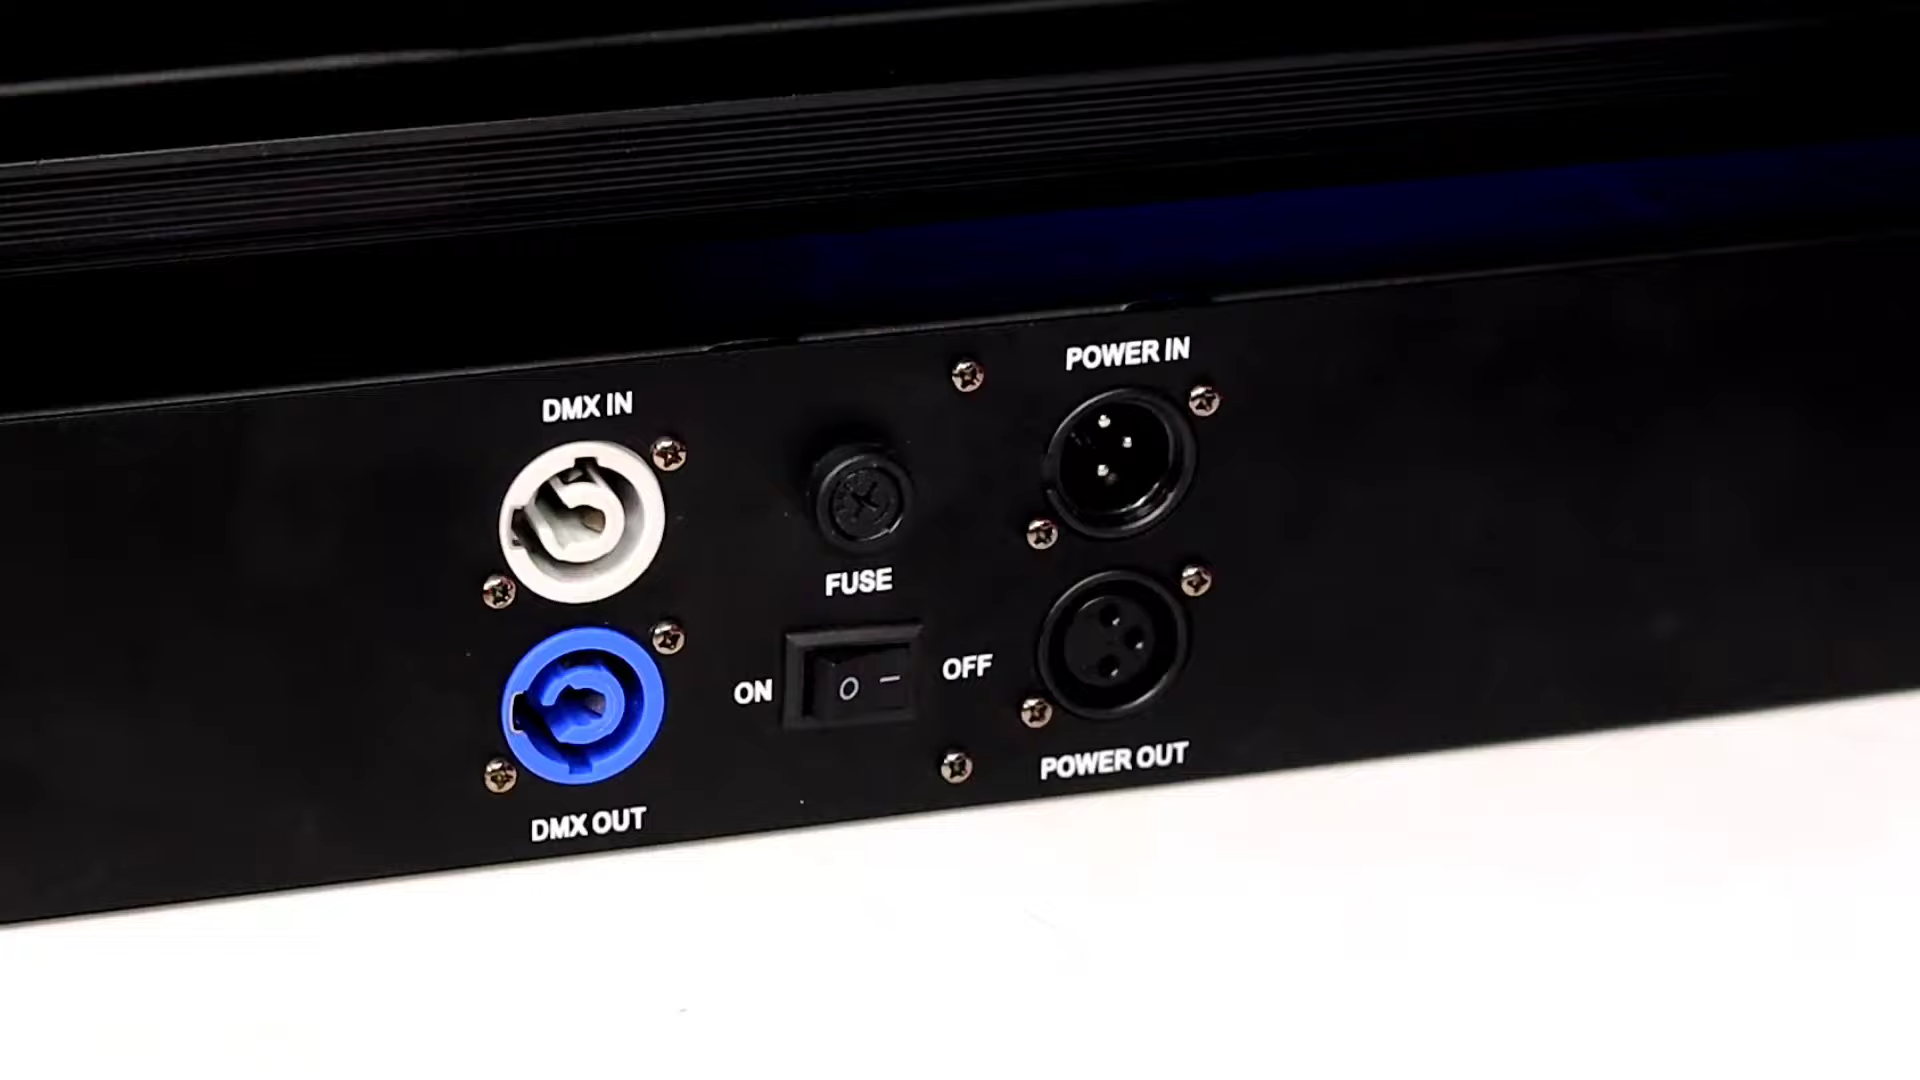 DMX IN
POWER IN
FUSE
ON
O –
OFF
DMX OUT
POWER OUT